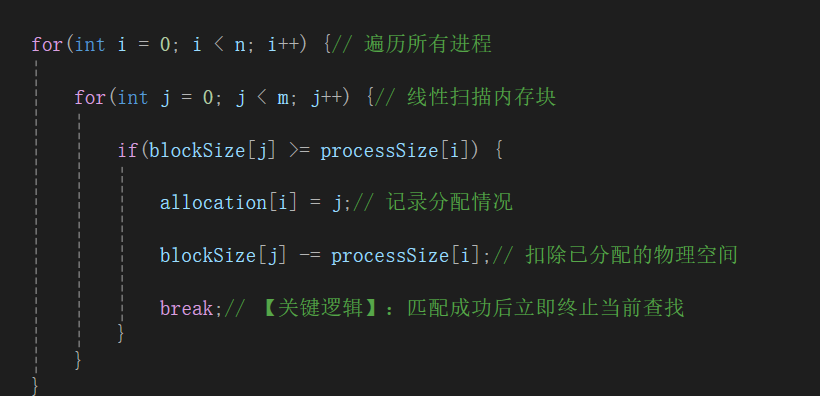 for(int i = 0; i < n; i++) {// 遍历所有进程
for(int j = 0; j < m; j++) {// 线性扫描内存块
if(blockSize[j] >= processSize[i]) {
allocation[i] = j;// 记录分配情况
blockSize[j] -= processSize[i];// 扣除已分配的物理空间
break;// 【关键逻辑】：匹配成功后立即终止当前查找
}
}
}